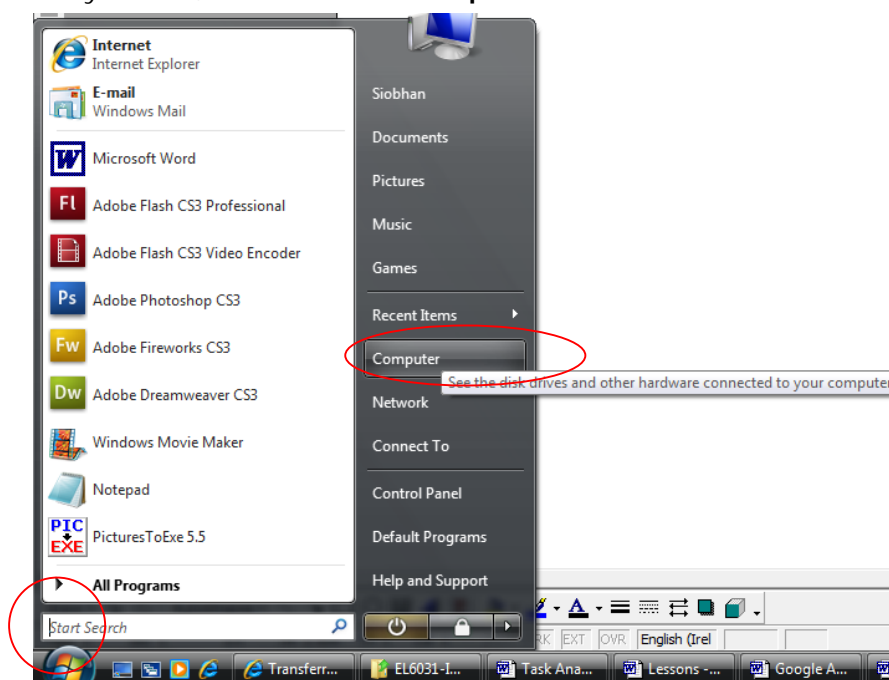 Internet
Internet Explorer
E-mail
Windows Mail
Microsoft Word
Fl
Adobe Flash CS3 Professional
Adobe Flash CS3 Video Encoder
Ps
Adobe Photoshop CS3
Fw
Adobe Fireworks CS3
Dw
Adobe Dreamweaver CS3
Windows Movie Maker
Notepad
PIC
EXE
PicturesToExe 5.5
All Programs
Start Search
Siobhan
Documents
Pictures
Music
Games
Recent Items
Computer
See the disk drives and other hardware connected to your computer
Network
Connect To
Control Panel
Default Programs
Help and Support
EXT OVR English (Irel
Transferr... EL6031-I... Task Ana... Lessons -... Google A...